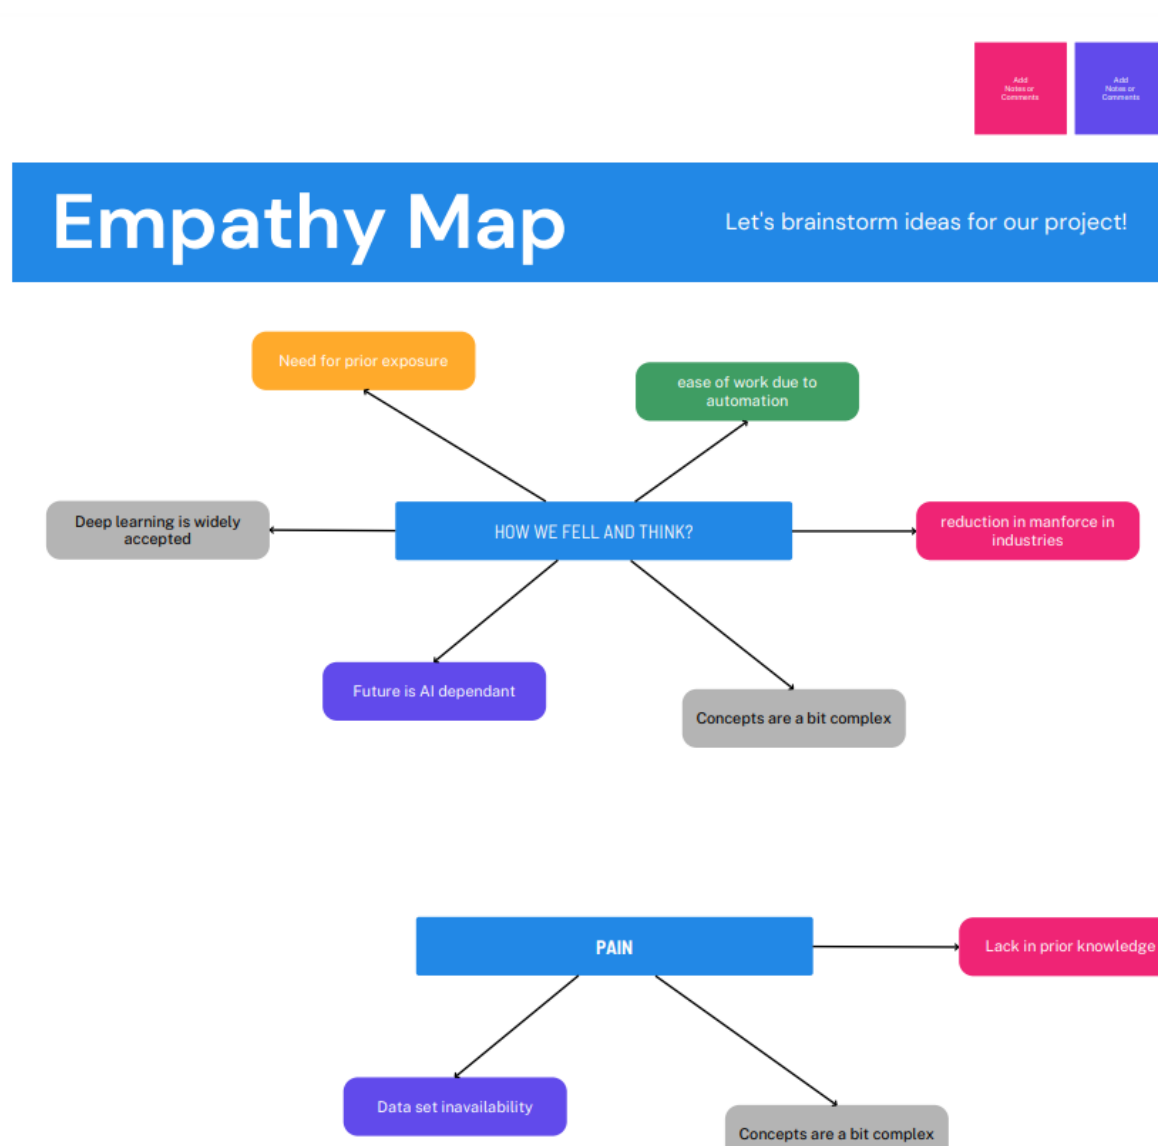 Add
Notes or
Comments
Add
Notes or
Comments
Empathy Map
Let's brainstorm ideas for our project!
Need for prior exposure
ease of work due to
automation
Deep learning is widely
accepted
HOW WE FELL AND THINK?
reduction in manforce in
industries
Future is AI dependant
Concepts are a bit complex
PAIN
Lack in prior knowledge
Data set inavailability
Concepts are a bit complex